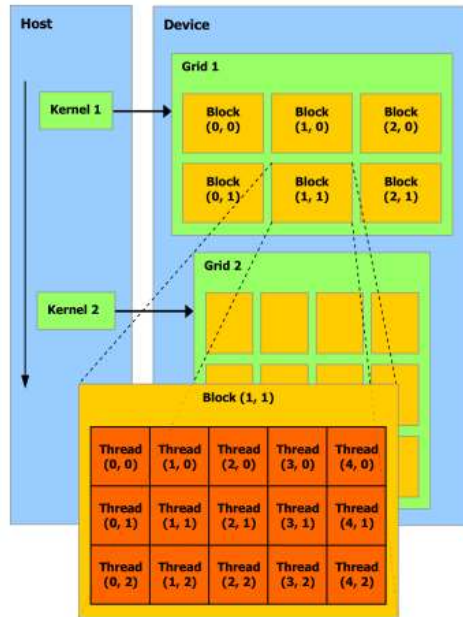 Host
Device
Grid 1
Kernel 1
Block Block Block
(0, 0) (1, 0) (2, 0)
Block Block Block
(0, 1) (1, 1) (2, 1)
Grid 2
Kernel 2
Block (1, 1)
Thread Thread Thread Thread Thread
(0, 0) (1, 0) (2, 0) (3, 0) (4, 0)
Thread Thread Thread Thread Thread
(0, 1) (1, 1) (2, 1) (3, 1) (4, 1)
Thread Thread Thread Thread Thread
(0, 2) (1, 2) (2, 2) (3, 2) (4, 2)